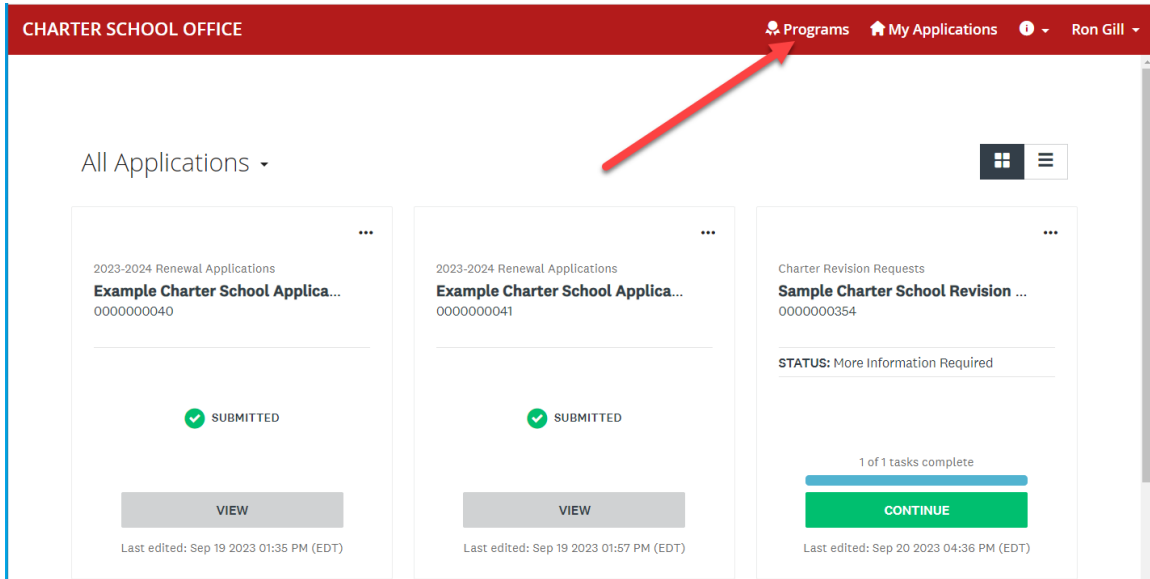 CHARTER SCHOOL OFFICE
Programs My Applications Ron Gill
All Applications
2023-2024 Renewal Applications
Example Charter School Applica...
0000000040
SUBMITTED
VIEW
Last edited: Sep 19 2023 01:35 PM (EDT)
2023-2024 Renewal Applications
Example Charter School Applica...
0000000041
SUBMITTED
VIEW
Last edited: Sep 19 2023 01:57 PM (EDT)
Charter Revision Requests
Sample Charter School Revision ...
0000000354
STATUS: More Information Required
1 of 1 tasks complete
CONTINUE
Last edited: Sep 20 2023 04:36 PM (EDT)